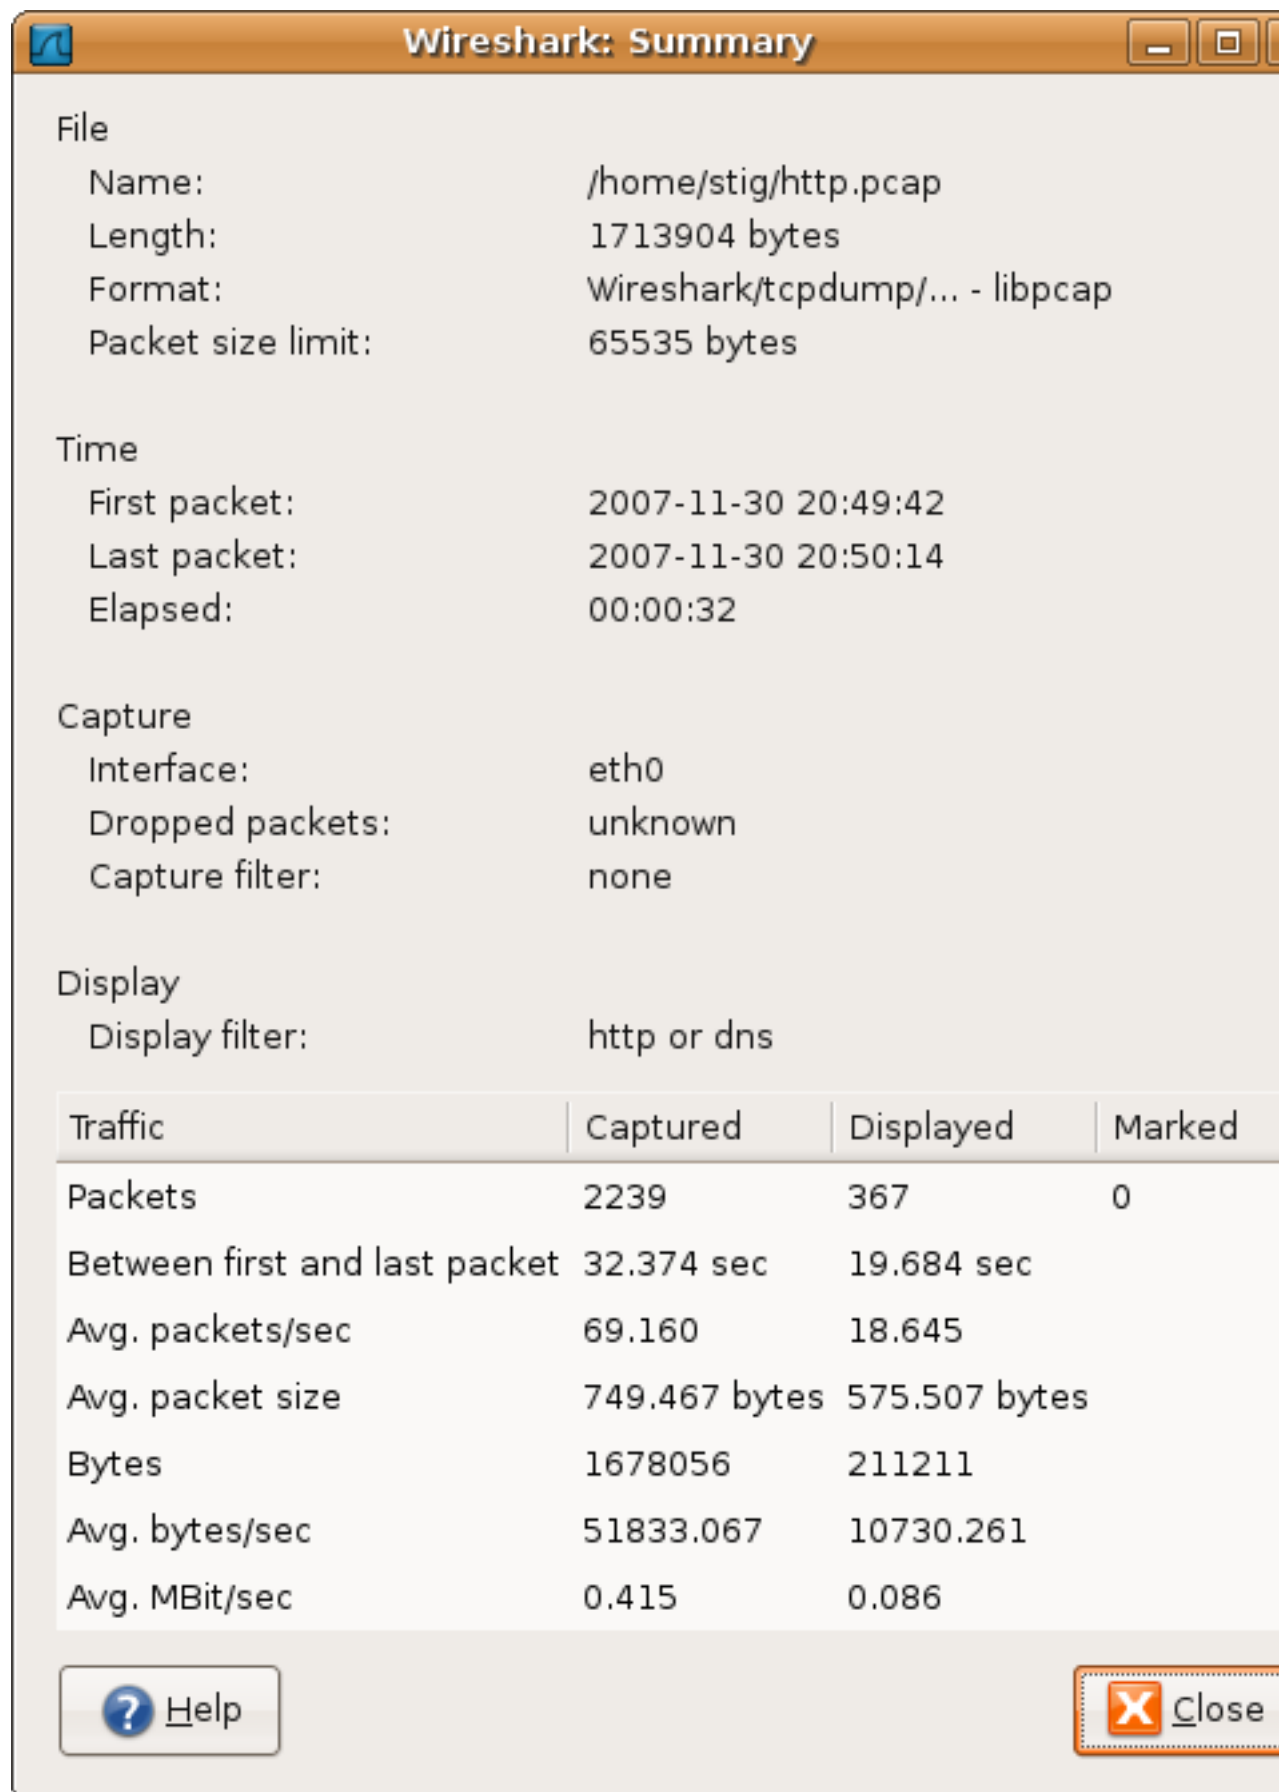 Wireshark: Summary
File
Name: /home/stig/http.pcap
Length: 1713904 bytes
Format: Wireshark/tcpdump/... - libpcap
Packet size limit: 65535 bytes
Time
First packet: 2007-11-30 20:49:42
Last packet: 2007-11-30 20:50:14
Elapsed: 00:00:32
Capture
Interface: eth0
Dropped packets: unknown
Capture filter: none
Display
Display filter: http or dns
Traffic Captured Displayed Marked
Packets 2239 367 0
Between first and last packet 32.374 sec 19.684 sec
Avg. packets/sec 69.160 18.645
Avg. packet size 749.467 bytes 575.507 bytes
Bytes 1678056 211211
Avg. bytes/sec 51833.067 10730.261
Avg. MBit/sec 0.415 0.086
Help Close